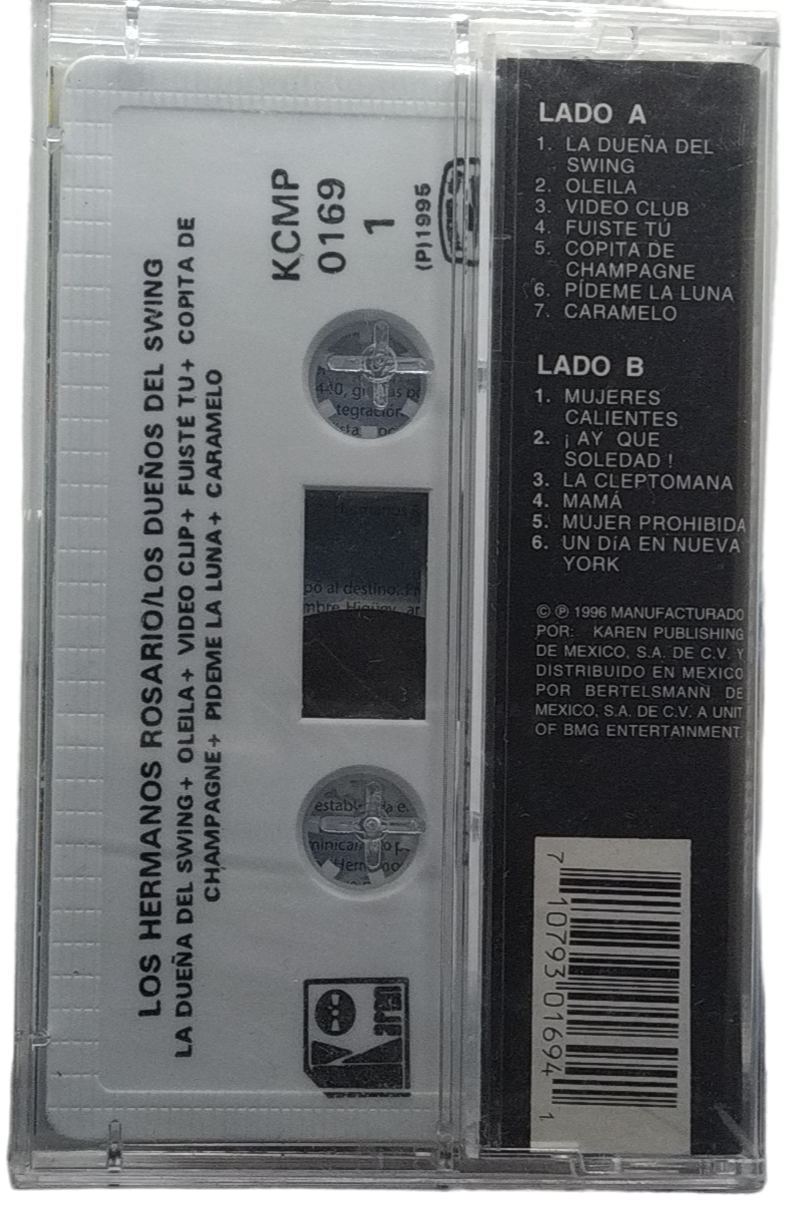 LOS HERMANOS ROSARIO/LOS DUEÑOS DEL SWING
LA DUEÑA DEL SWING+ OLEILA+ VIDEO CLIP+ FUISTE TU+ COPITA DE
CHAMPAGNE+ PIDEME LA LUNA+ CARAMELO
KCMP
0169
1
(P)1995
Karen
LADO A
1. LA DUEÑA DEL
SWING
2. OLEILA
3. VIDEO CLUB
4. FUISTE TÚ
5. COPITA DE
CHAMPAGNE
6. PÍDEME LA LUNA
7. CARAMELO
LADO B
1. MUJERES
CALIENTES
2. ¡ AY QUE
SOLEDAD !
3. LA CLEPTOMANA
4. MAMÁ
5. MUJER PROHIBIDA
6. UN DíA EN NUEVA
YORK
© ℗ 1996 MANUFACTURADO
POR: KAREN PUBLISHING
DE MEXICO, S.A. DE C.V. Y
DISTRIBUIDO EN MEXICO
POR BERTELSMANN DE
MEXICO, S.A. DE C.V. A UNIT
OF BMG ENTERTAINMENT.
7 10793 01694 1